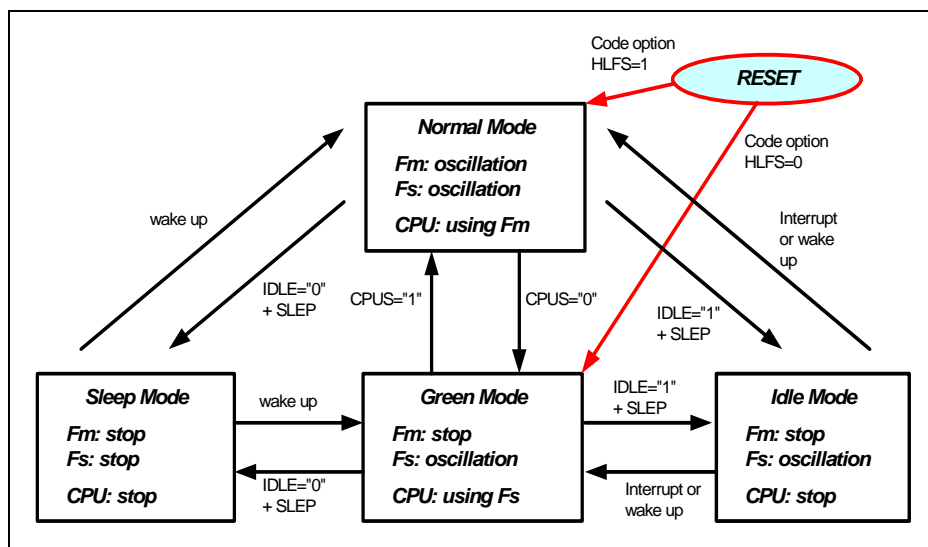 Code option
HLFS=1
RESET
Normal Mode
Fm: oscillation
Fs: oscillation
CPU: using Fm
Code option
HLFS=0
wake up
Interrupt
or wake
up
IDLE="0"
+ SLEP
CPUS="1"
CPUS="0"
IDLE="1"
+ SLEP
Sleep Mode
Fm: stop
Fs: stop
CPU: stop
wake up
IDLE="0"
+ SLEP
Green Mode
Fm: stop
Fs: oscillation
CPU: using Fs
IDLE="1"
+ SLEP
Interrupt or
wake up
Idle Mode
Fm: stop
Fs: oscillation
CPU: stop